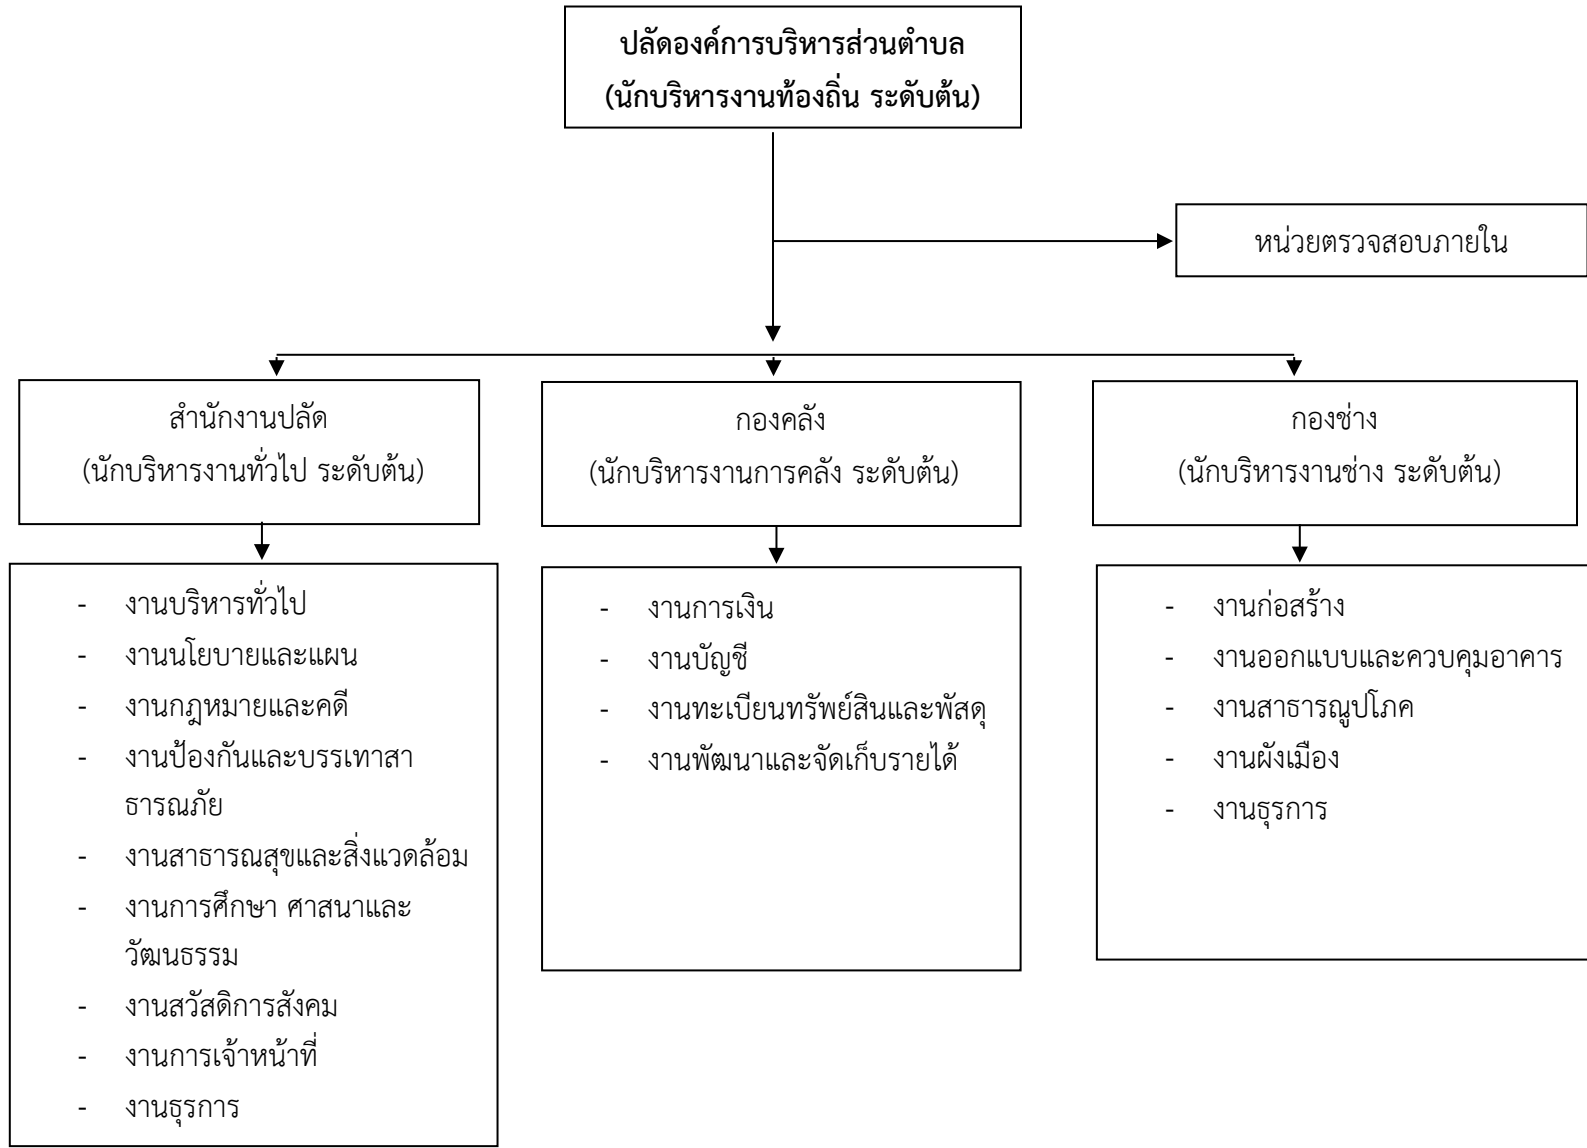 ปลัดองค์การบริหารส่วนตำบล
(นักบริหารงานท้องถิ่น ระดับต้น)
หน่วยตรวจสอบภายใน
สำนักงานปลัด
(นักบริหารงานทั่วไป ระดับต้น)
กองคลัง
(นักบริหารงานการคลัง ระดับต้น)
กองช่าง
(นักบริหารงานช่าง ระดับต้น)
- งานบริหารทั่วไป
- งานนโยบายและแผน
- งานกฎหมายและคดี
- งานป้องกันและบรรเทาสา
ธารณภัย
- งานสาธารณสุขและสิ่งแวดล้อม
- งานการศึกษา ศาสนาและ
วัฒนธรรม
- งานสวัสดิการสังคม
- งานการเจ้าหน้าที่
- งานธุรการ
- งานการเงิน
- งานบัญชี
- งานทะเบียนทรัพย์สินและพัสดุ
- งานพัฒนาและจัดเก็บรายได้
- งานก่อสร้าง
- งานออกแบบและควบคุมอาคาร
- งานสาธารณูปโภค
- งานผังเมือง
- งานธุรการ